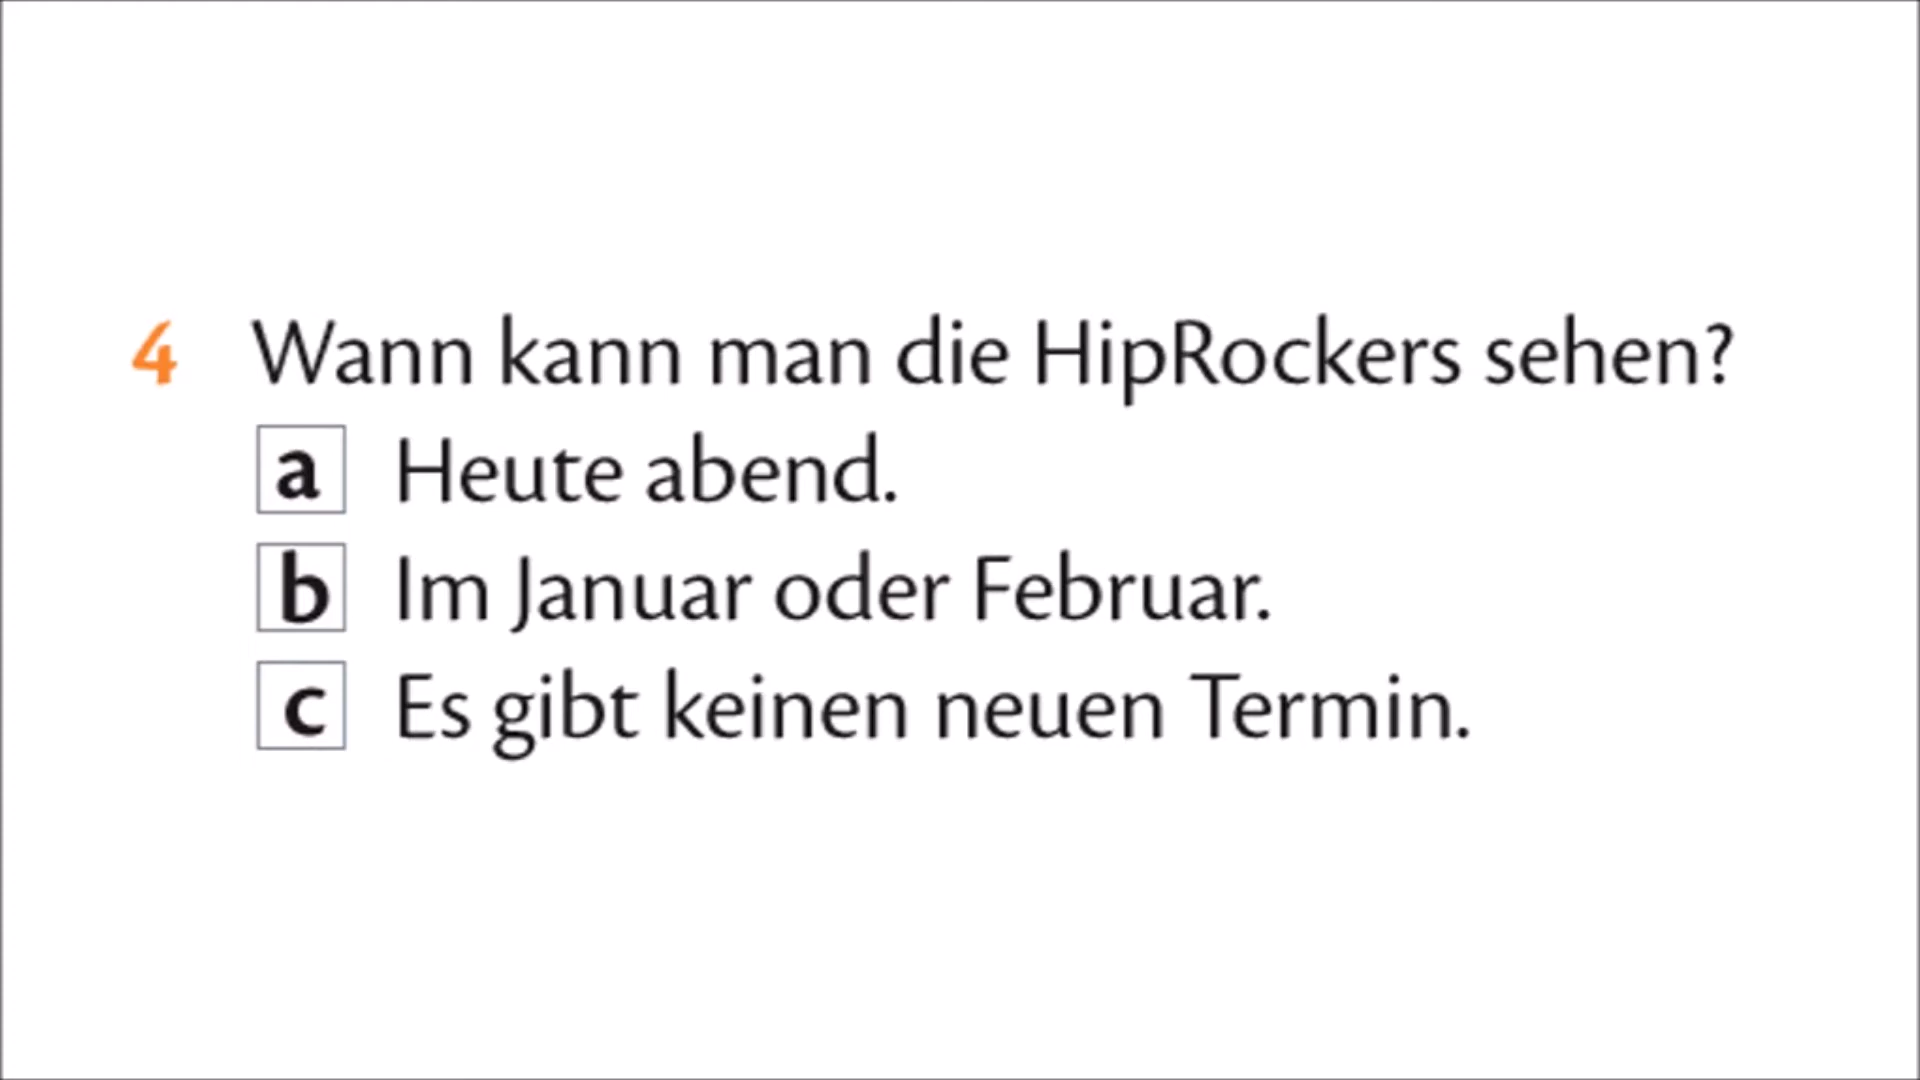 4 Wann kann man die HipRockers sehen?
a Heute abend.
b Im Januar oder Februar.
c Es gibt keinen neuen Termin.